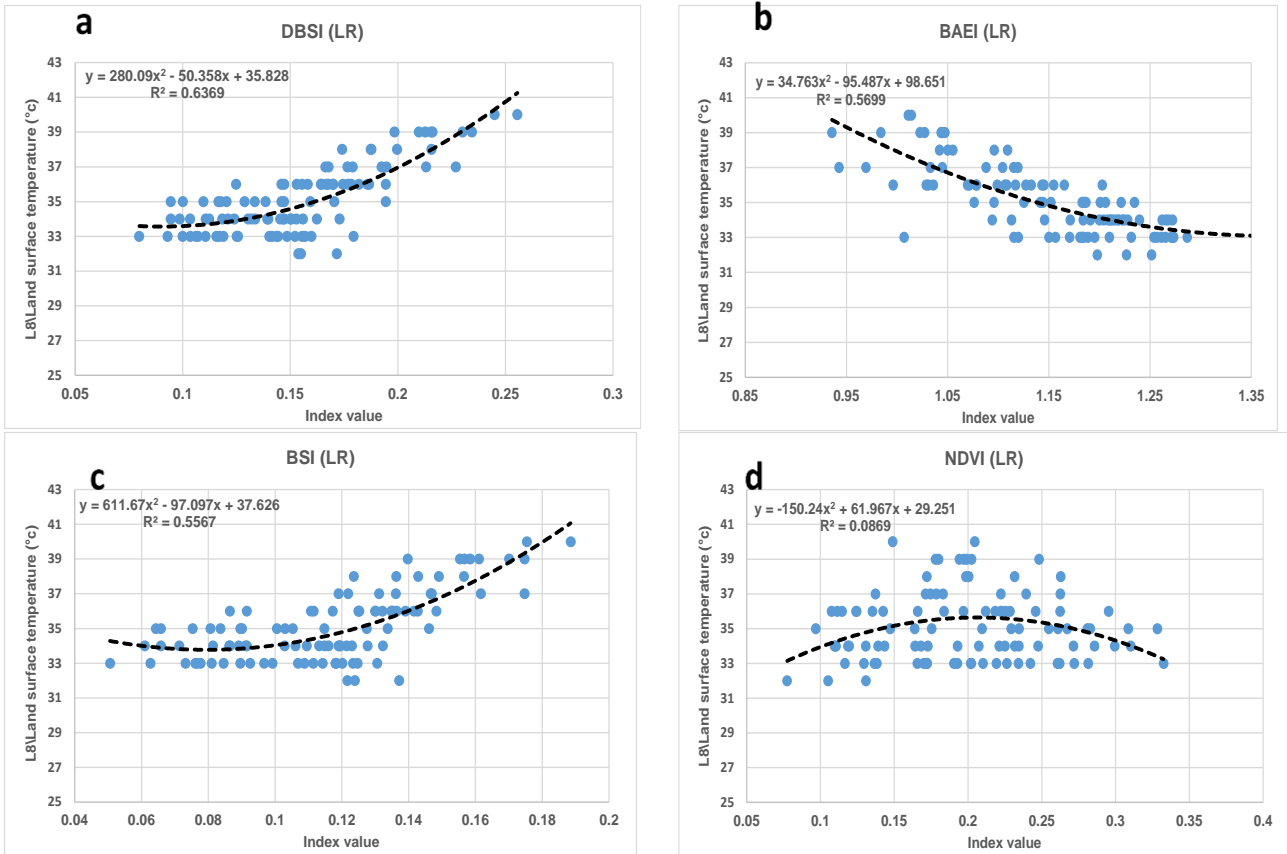 a
DBSI (LR)
y = 280.09x² - 50.358x + 35.828
R² = 0.6369
L8\Land surface temperature (°c)
43
41
39
37
35
33
31
29
27
25
0.05 0.1 0.15 0.2 0.25 0.3
Index value
b
BAEI (LR)
y = 34.763x² - 95.487x + 98.651
R² = 0.5699
L8\Land surface temperature (°c)
43
41
39
37
35
33
31
29
27
25
0.85 0.95 1.05 1.15 1.25 1.35
Index value
c
BSI (LR)
y = 611.67x² - 97.097x + 37.626
R² = 0.5567
L8\Land surface temperature (°c)
43
41
39
37
35
33
31
29
27
25
0.04 0.06 0.08 0.1 0.12 0.14 0.16 0.18 0.2
Index value
d
NDVI (LR)
y = -150.24x² + 61.967x + 29.251
R² = 0.0869
L8\Land surface temperature (°c)
43
41
39
37
35
33
31
29
27
25
0.05 0.1 0.15 0.2 0.25 0.3 0.35 0.4
Index value